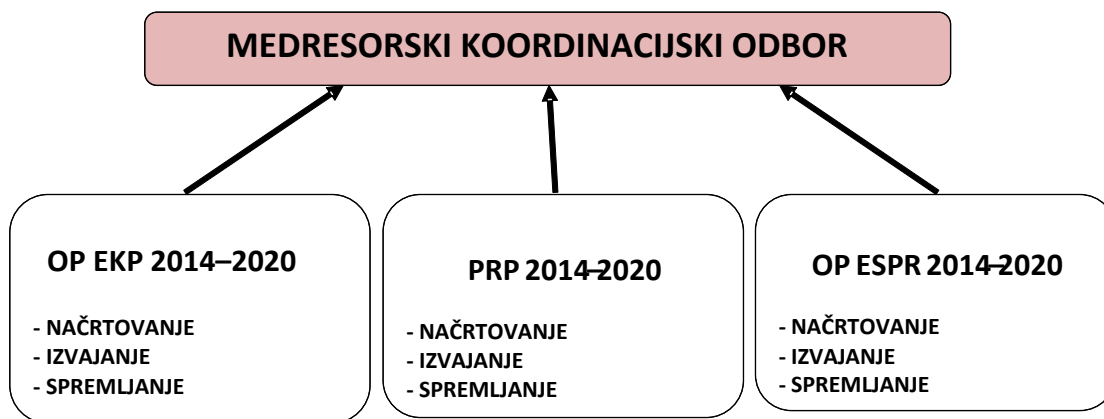 MEDRESORSKI KOORDINACIJSKI ODBOR
OP EKP 2014–2020
- NAČRTOVANJE
- IZVAJANJE
- SPREMLJANJE
PRP 2014–2020
- NAČRTOVANJE
- IZVAJANJE
- SPREMLJANJE
OP ESPR 2014–2020
- NAČRTOVANJE
- IZVAJANJE
- SPREMLJANJE